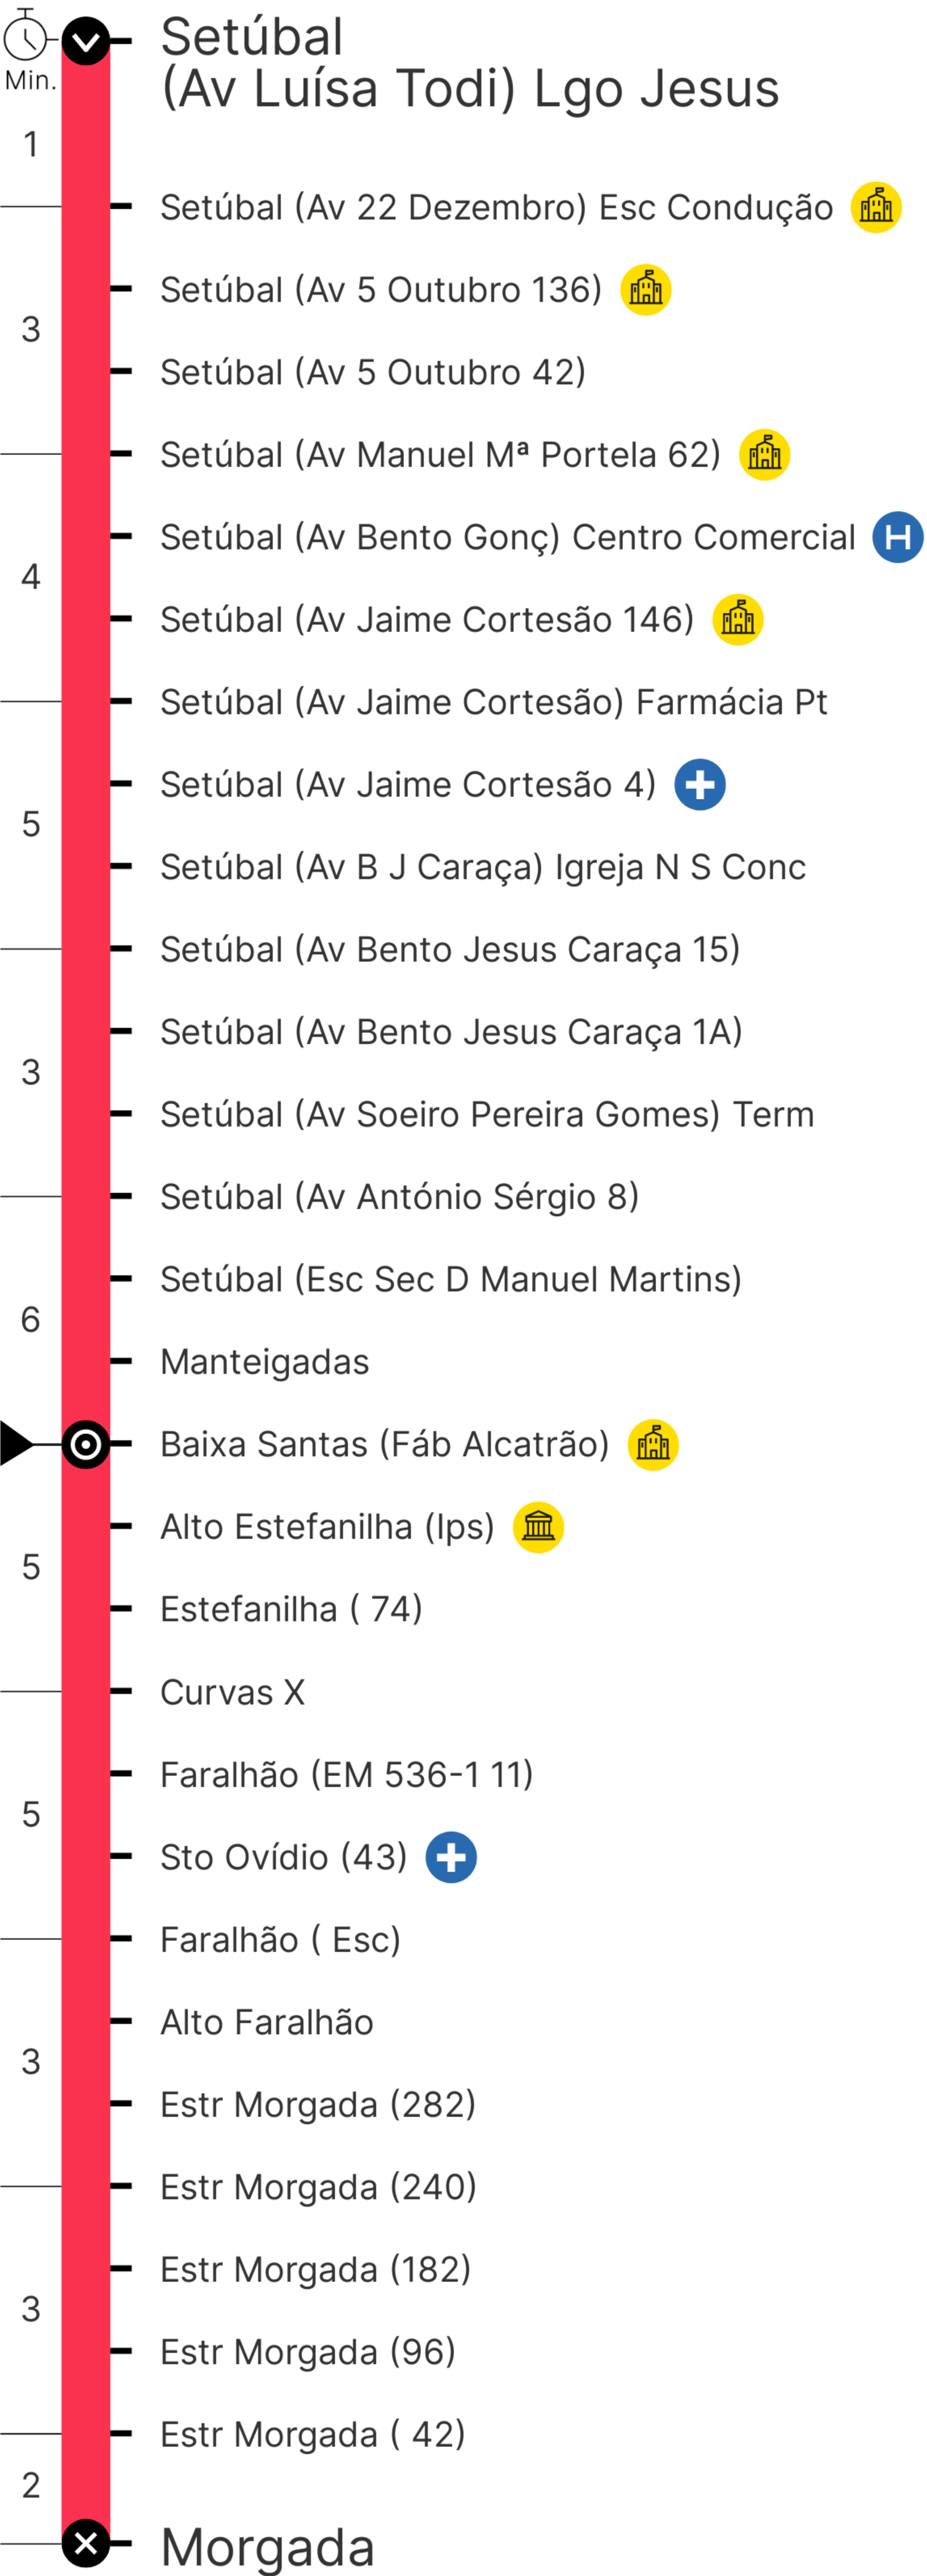 Setúbal
(Av Luísa Todi) Lgo Jesus
Min.
1
Setúbal (Av 22 Dezembro) Esc Condução
Setúbal (Av 5 Outubro 136)
3
Setúbal (Av 5 Outubro 42)
Setúbal (Av Manuel Mª Portela 62)
Setúbal (Av Bento Gonç) Centro Comercial H
4
Setúbal (Av Jaime Cortesão 146)
Setúbal (Av Jaime Cortesão) Farmácia Pt
Setúbal (Av Jaime Cortesão 4)
5
Setúbal (Av B J Caraça) Igreja N S Conc
Setúbal (Av Bento Jesus Caraça 15)
Setúbal (Av Bento Jesus Caraça 1A)
3
Setúbal (Av Soeiro Pereira Gomes) Term
Setúbal (Av António Sérgio 8)
Setúbal (Esc Sec D Manuel Martins)
6
Manteigadas
Baixa Santas (Fáb Alcatrão)
Alto Estefanilha (Ips)
5
Estefanilha ( 74)
Curvas X
Faralhão (EM 536-1 11)
5
Sto Ovídio (43)
Faralhão ( Esc)
Alto Faralhão
3
Estr Morgada (282)
Estr Morgada (240)
Estr Morgada (182)
3
Estr Morgada (96)
Estr Morgada ( 42)
2
Morgada